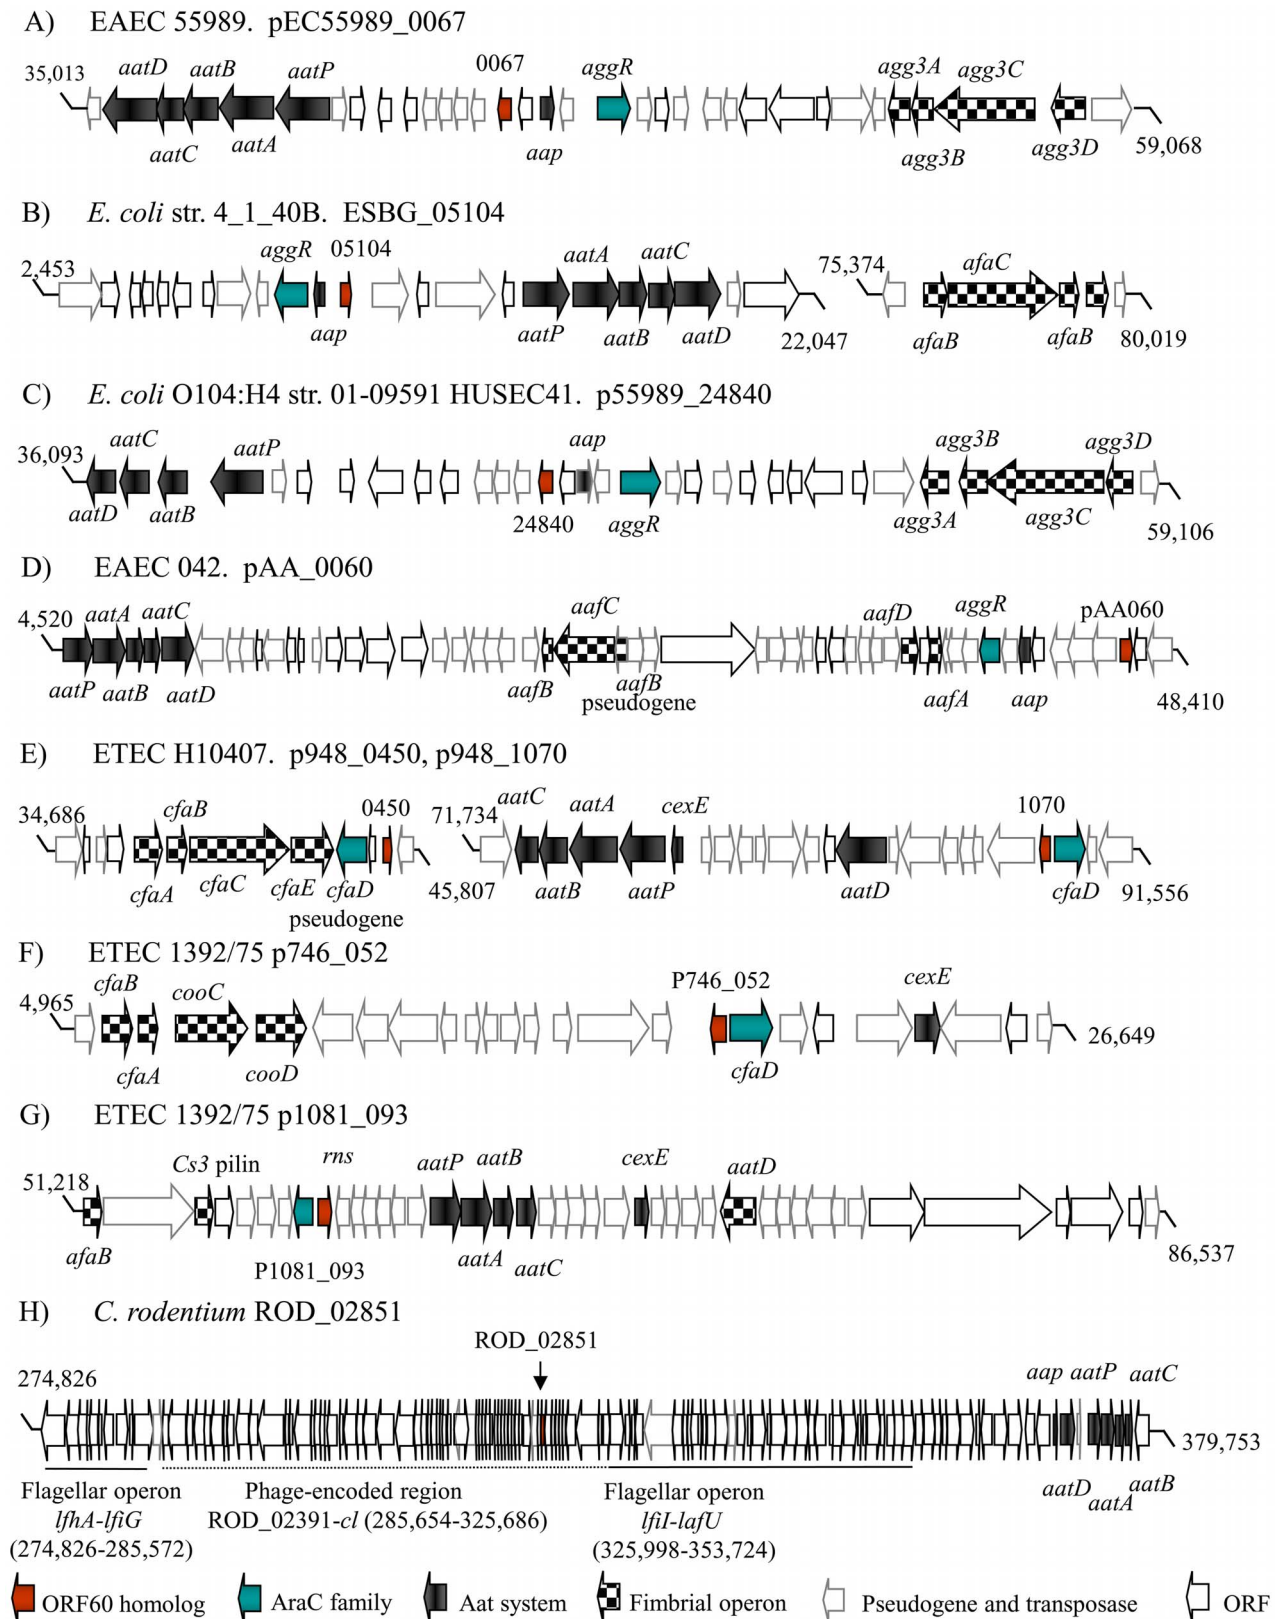 A) EAEC 55989. pEC55989_0067
35,013 aatD aatB aatP 0067 aggR agg3A agg3C
aatC aatA aap agg3B agg3D 59,068
B) E. coli str. 4_1_40B. ESBG_05104
2,453 aggR 05104 aatA aatC 75,374 afaC
aap aatP aatB aatD 22,047 afaB afaB 80,019
C) E. coli O104:H4 str. 01-09591 HUSEC41. p55989_24840
36,093 aatC aatP aap agg3B agg3D
aatD aatB 24840 aggR agg3A agg3C 59,106
D) EAEC 042. pAA_0060
4,520 aatA aatC aafC aafD aggR pAA060
aatP aatB aatD aafB aafB aafA aap 48,410
pseudogene
E) ETEC H10407. p948_0450, p948_1070
34,686 cfaB 0450 71,734 aatC aatA cexE 1070
cfaA cfaC cfaE cfaD 45,807 aatB aatP aatD cfaD 91,556
pseudogene
F) ETEC 1392/75 p746_052
4,965 cfaB cooC P746_052 cexE
cfaA cooD cfaD 26,649
G) ETEC 1392/75 p1081_093
51,218 Cs3 pilin rns aatP aatB cexE aatD
afaB P1081_093 aatA aatC 86,537
H) C. rodentium ROD_02851
ROD_02851
274,826 aap aatP aatC
379,753
aatD aatA aatB
Flagellar operon Phage-encoded region Flagellar operon
lfhA-lfiG ROD_02391-cl (285,654-325,686) lfiI-lafU
(274,826-285,572) (325,998-353,724)
ORF60 homolog AraC family Aat system Fimbrial operon Pseudogene and transposase ORF